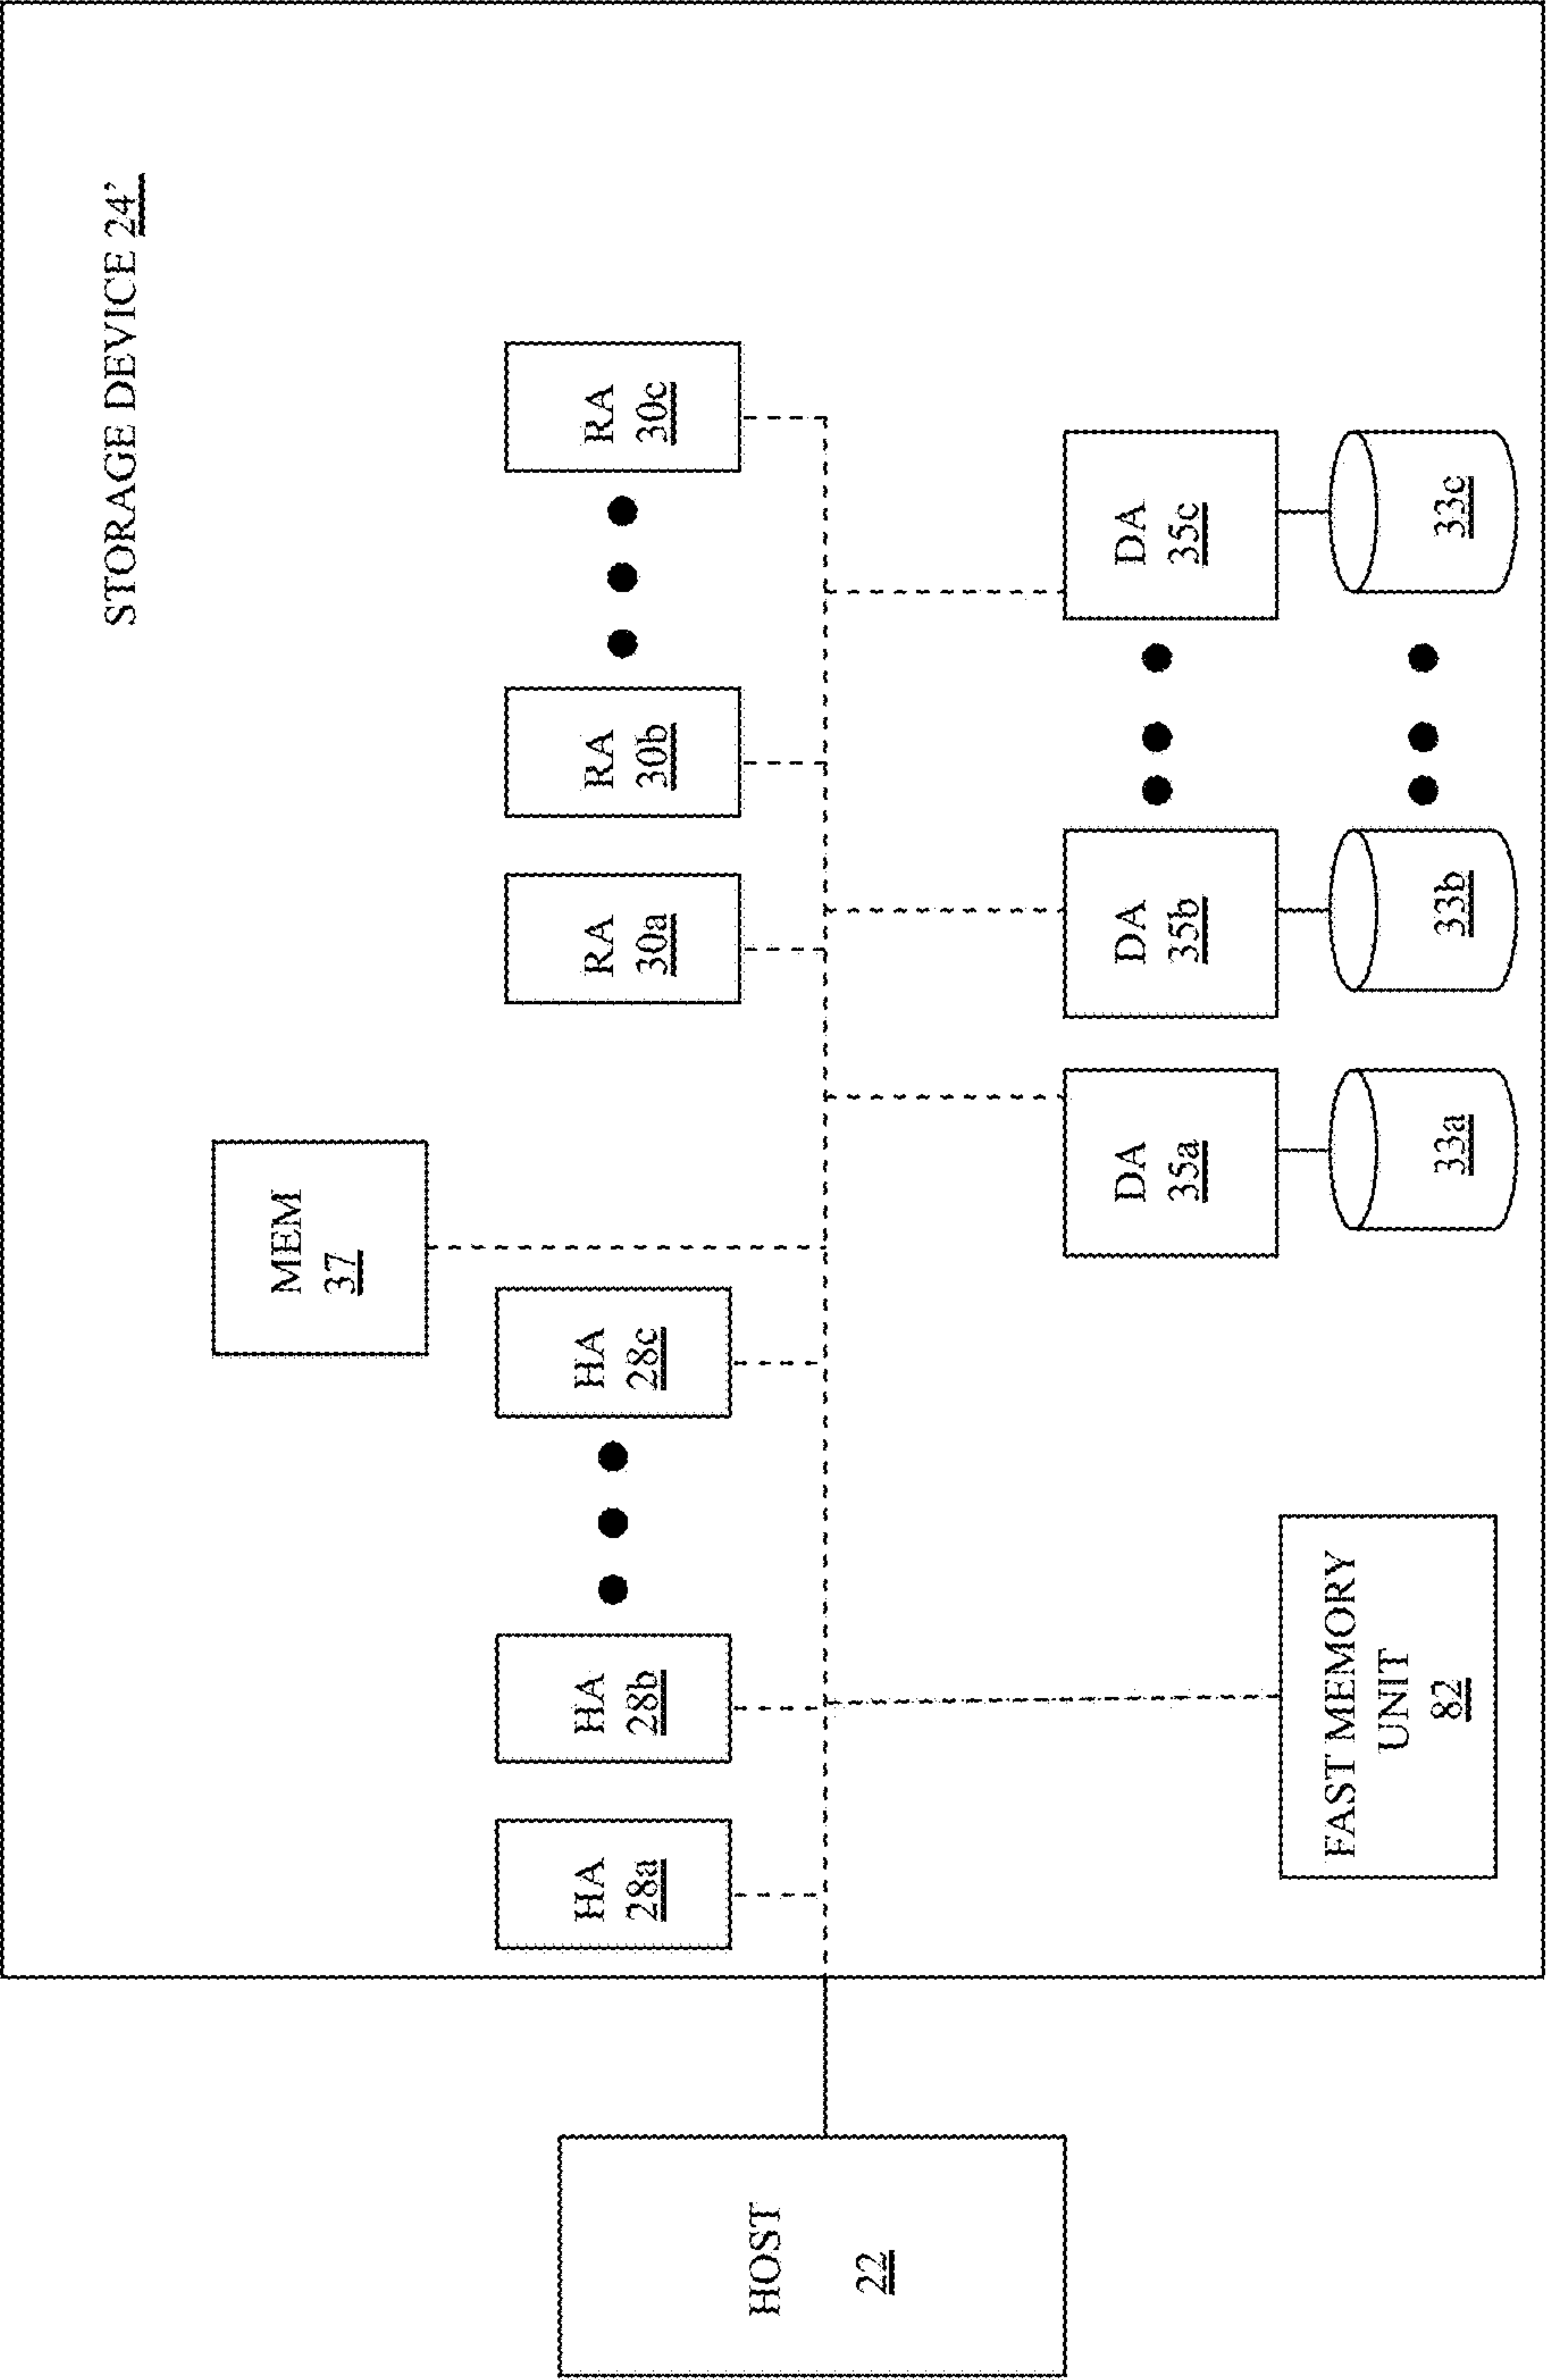 STORAGE DEVICE 24'
MEM
37
HA
28a
HA
28b
HA
28c
RA
30a
RA
30b
RA
30c
HOST
22
DA
35a
DA
35b
DA
35c
FAST MEMORY
UNIT
82
33a
33b
33c